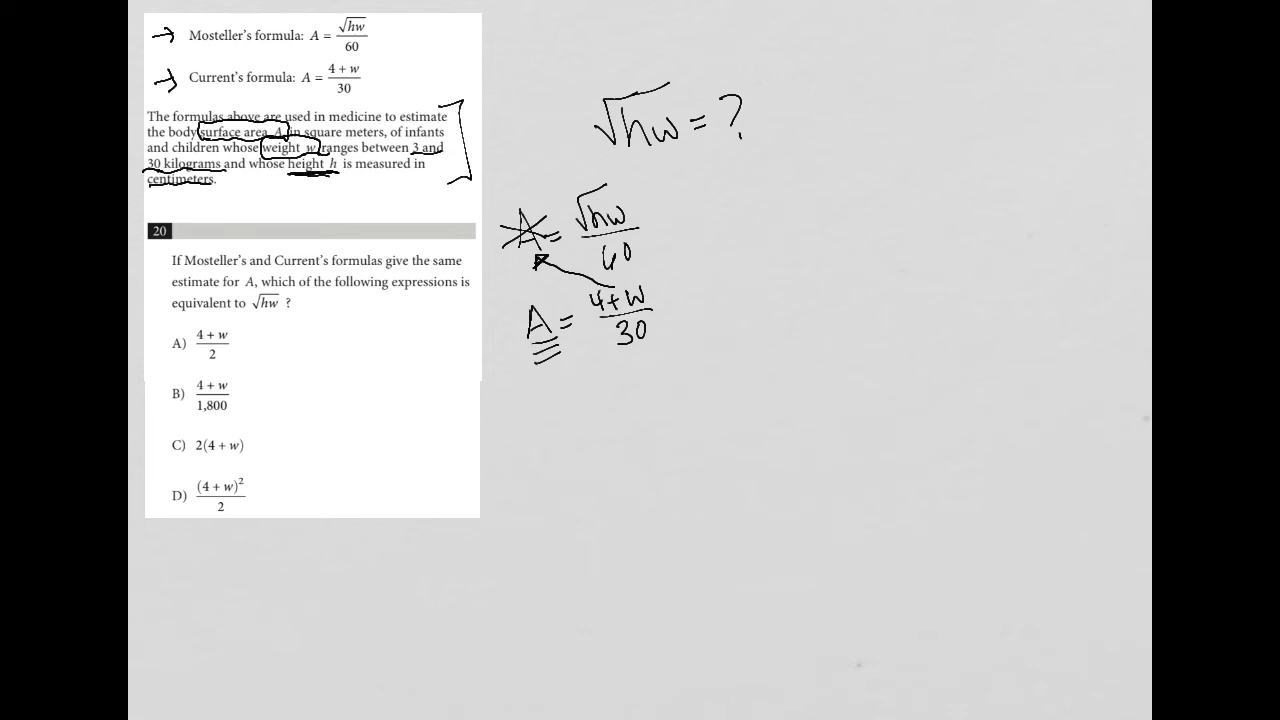 Mosteller's formula: A = √hw / 60
Current's formula: A = 4 + w / 30
The formulas above are used in medicine to estimate
the body surface area A, in square meters, of infants
and children whose weight w ranges between 3 and
30 kilograms and whose height h is measured in
centimeters.
20
If Mosteller's and Current's formulas give the same
estimate for A, which of the following expressions is
equivalent to √hw ?
A) 4 + w / 2
B) 4 + w / 1,800
C) 2(4 + w)
D) (4 + w)² / 2
√hw = ?
A = √hw / 60
A = 4+w / 30